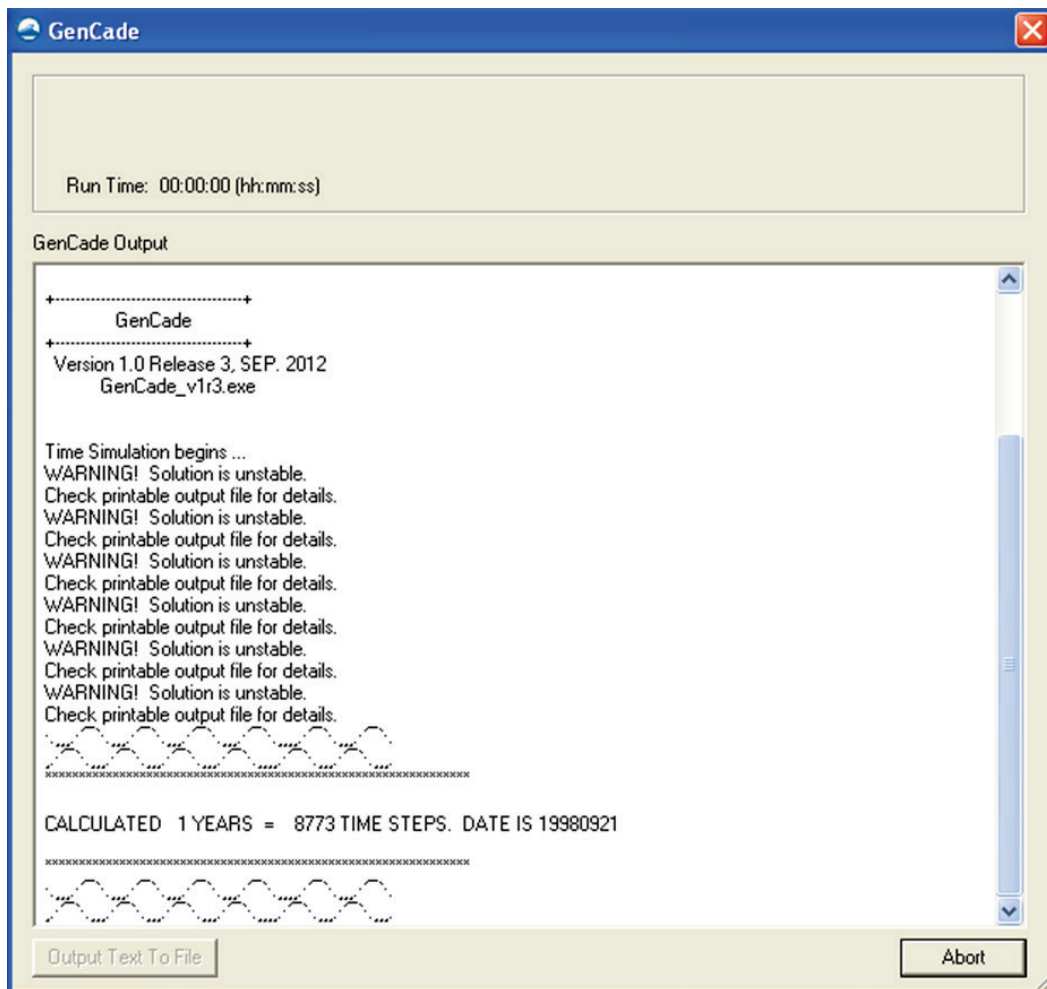 GenCade
Run Time: 00:00:00 (hh:mm:ss)
GenCade Output
+-------------------------------------+
GenCade
+-------------------------------------+
Version 1.0 Release 3, SEP. 2012
GenCade_v1r3.exe
Time Simulation begins ...
WARNING! Solution is unstable.
Check printable output file for details.
WARNING! Solution is unstable.
Check printable output file for details.
WARNING! Solution is unstable.
Check printable output file for details.
WARNING! Solution is unstable.
Check printable output file for details.
WARNING! Solution is unstable.
Check printable output file for details.
WARNING! Solution is unstable.
Check printable output file for details.
CALCULATED 1 YEARS = 8773 TIME STEPS. DATE IS 19980921
Output Text To File
Abort